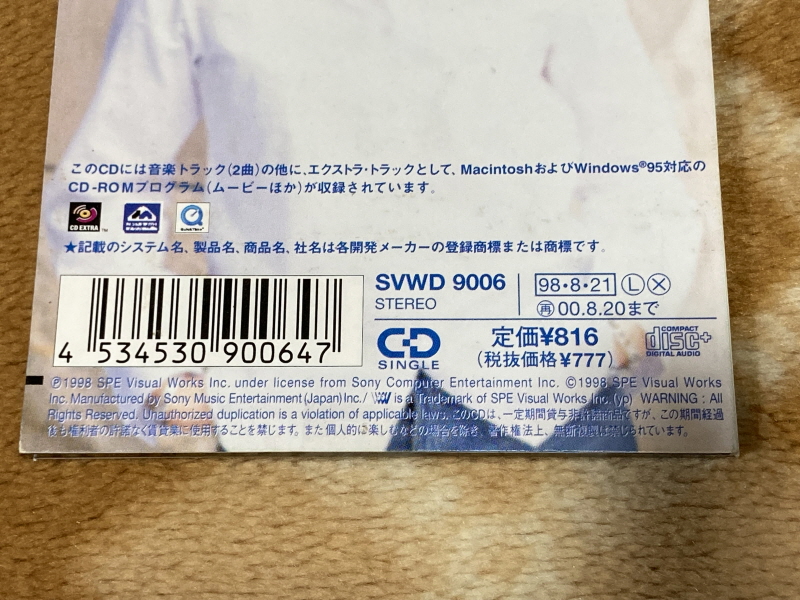 このCDには音楽トラック(2曲)の他に、エクストラ・トラックとして、MacintoshおよびWindows®95対応の
CD-ROMプログラム(ムービーほか)が収録されています。
CD EXTRA TM
★記載のシステム名、製品名、商品名、社名は各開発メーカーの登録商標または商標です。
SVWD 9006
STEREO
98・8・21 L X
再 00.8.20まで
4 534530 900647
CD
SINGLE
定価¥816
(税抜価格¥777)
COMPACT
disc+
DIGITAL AUDIO
℗1998 SPE Visual Works Inc. under license from Sony Computer Entertainment Inc. ©1998 SPE Visual Works
Inc. Manufactured by Sony Music Entertainment (Japan) Inc./ is a Trademark of SPE Visual Works Inc. (yp) WARNING : All
Rights Reserved. Unauthorized duplication is a violation of applicable laws. このCDは、一定期間貸与非許諾商品ですが、この期間経過
後も権利者の許諾なく賃貸業に使用することを禁じます。また個人的に楽しむなどの場合を除き、著作権法上、無断複製は禁じられています。